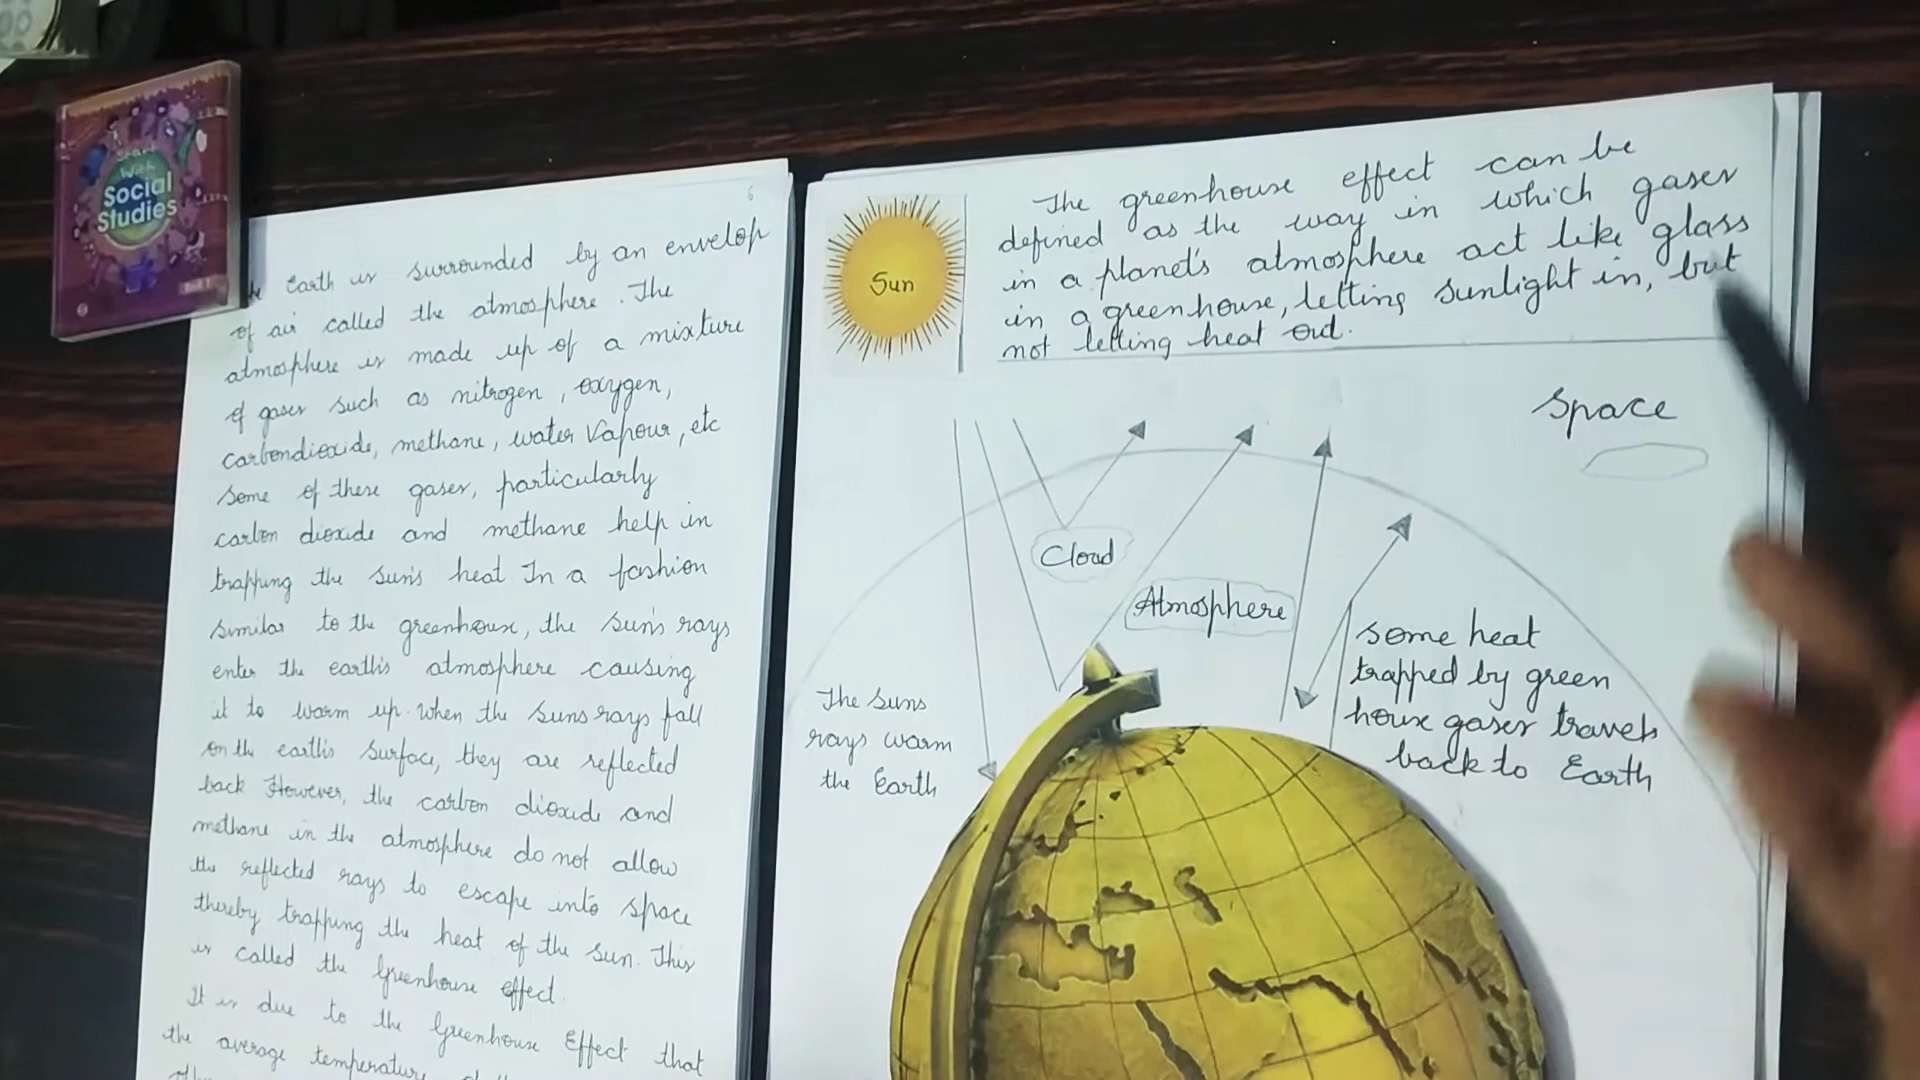 Start
With
Social
Studies
6
Earth is surrounded by an envelop
of air called the atmosphere. The
atmosphere is made up of a mixture
of gases such as nitrogen, oxygen,
carbondioxide, methane, water Vapour, etc
some of these gases, particularly
carbon dioxide and methane help in
trapping the sun's heat In a fashion
similar to the greenhouse, the sun's rays
enter the earth's atmosphere causing
it to warm up. when the suns rays fall
on the earth's surface, they are reflected
back However, the carbon dioxide and
methane in the atmosphere do not allow
the reflected rays to escape into space
thereby trapping the heat of the sun. This
is called the Greenhouse effect.
It is due to the Greenhouse Effect that
the average temperature
Sun
The greenhouse effect can be
defined as the way in which gases
in a planet's atmosphere act like glass
in a greenhouse, letting sunlight in, but
not letting heat out.
Space
Cloud
Atmosphere
some heat
trapped by green
house gases travels
back to Earth
The suns
rays warm
the Earth